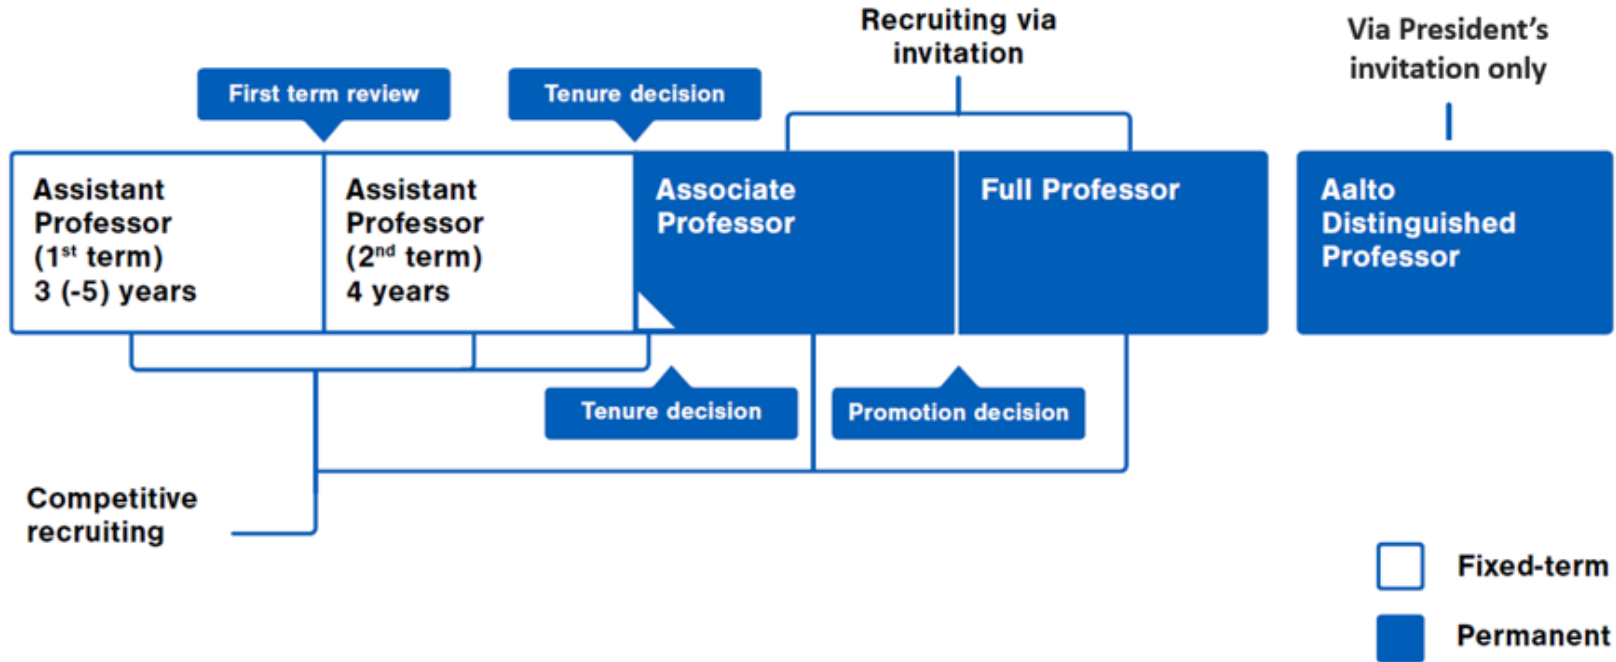 Recruiting via
invitation
Via President's
invitation only
First term review
Tenure decision
Assistant
Professor
(1st term)
3 (-5) years
Assistant
Professor
(2nd term)
4 years
Associate
Professor
Full Professor
Aalto
Distinguished
Professor
Tenure decision
Promotion decision
Competitive
recruiting
Fixed-term
Permanent